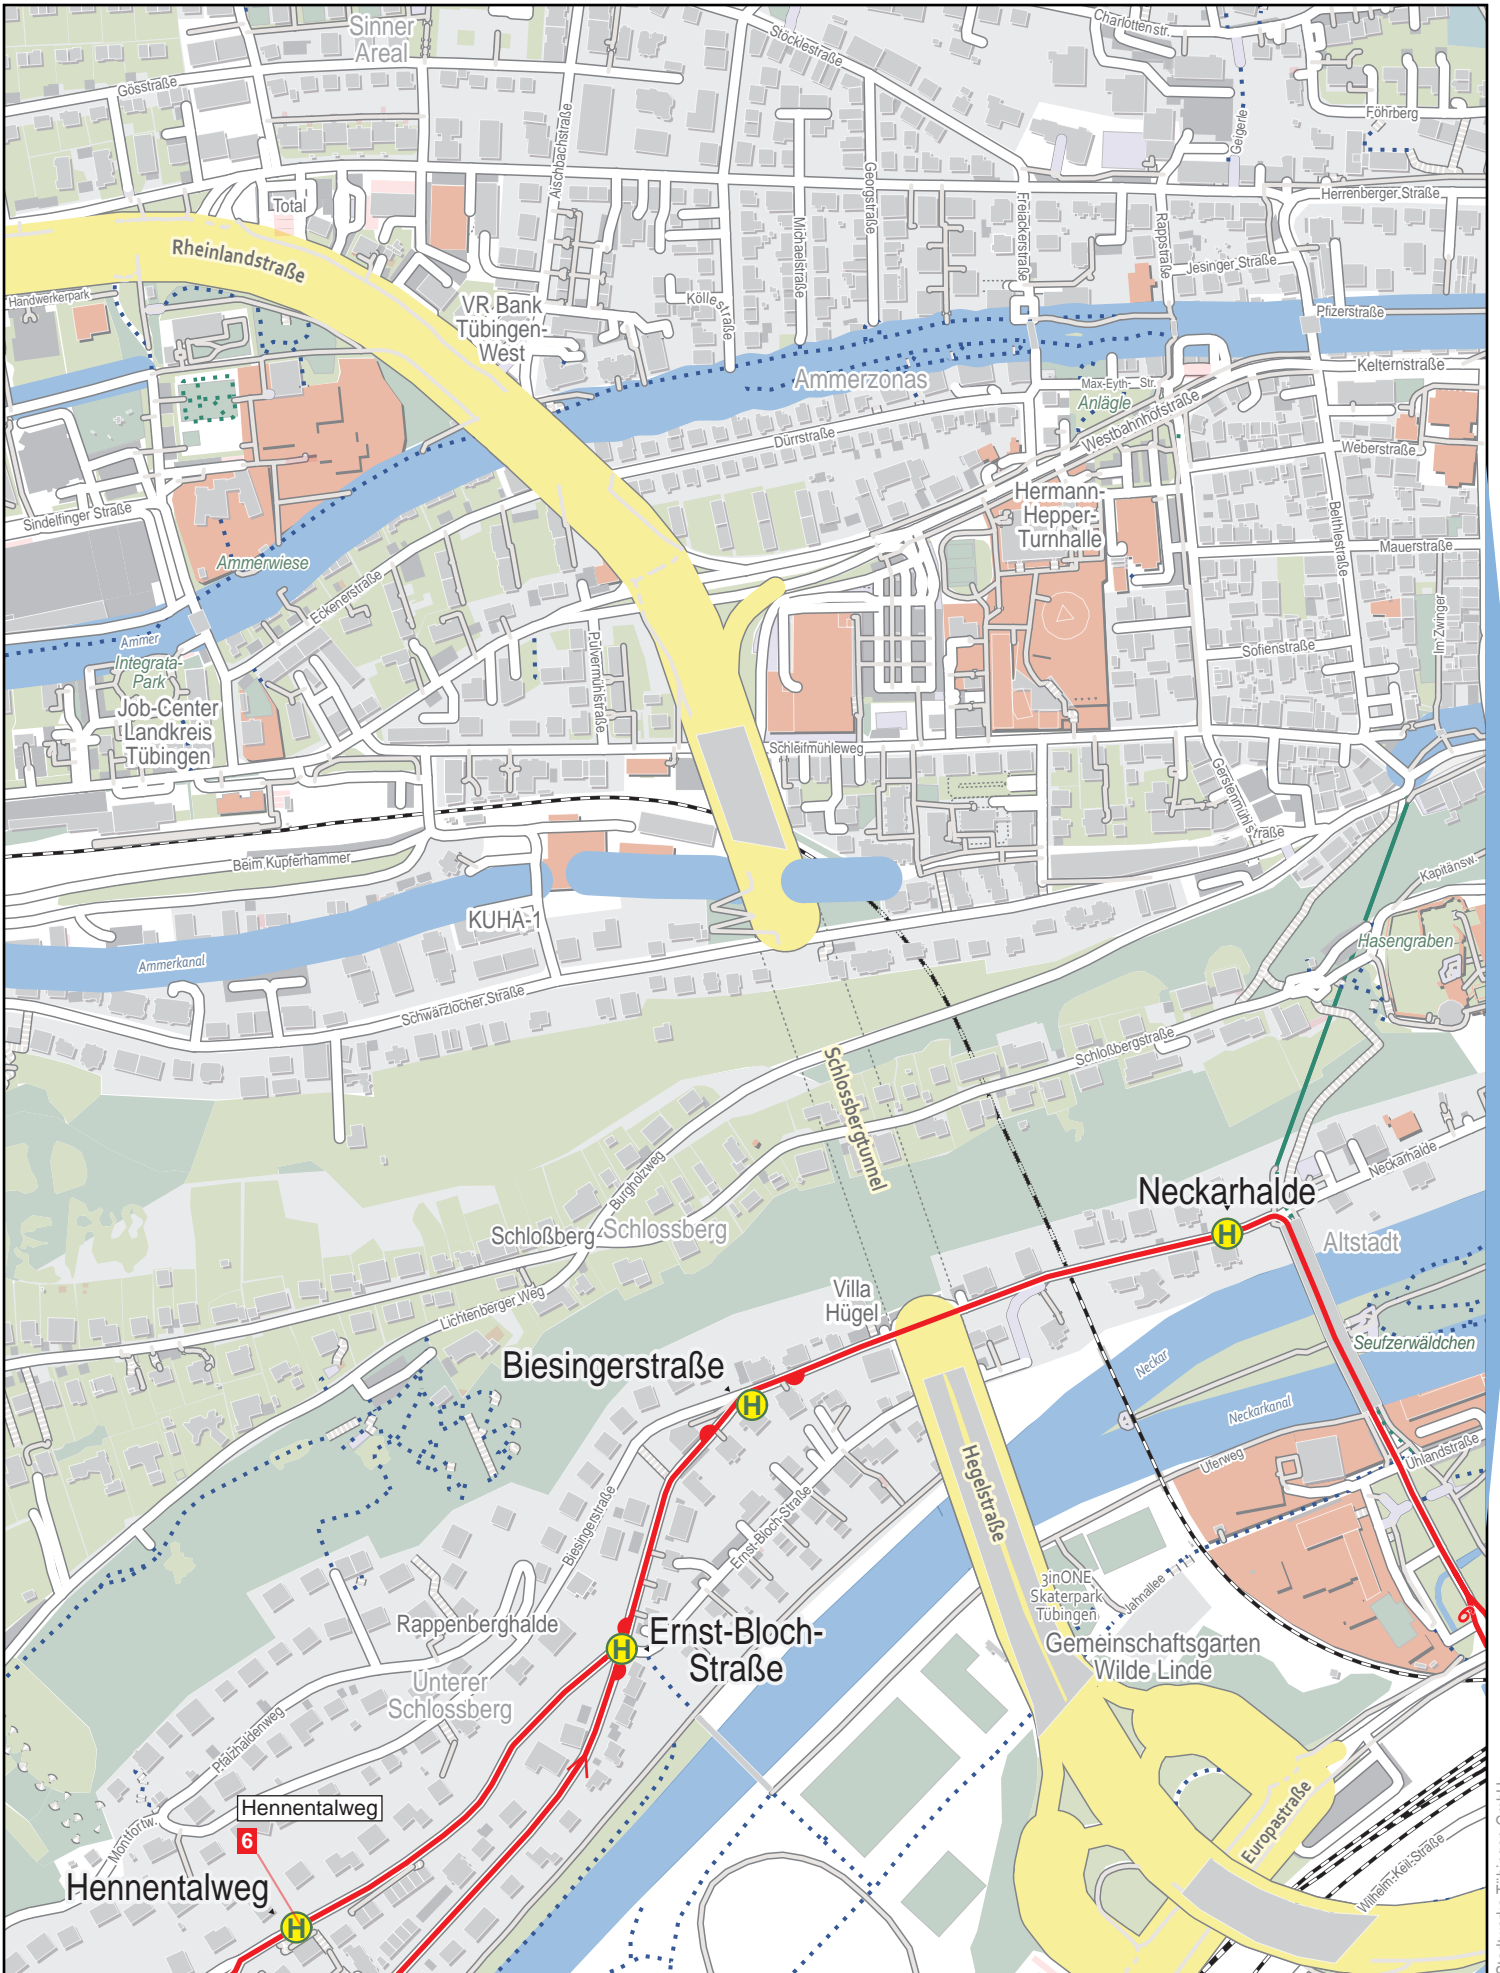 Sinner
Areal
Charlottenstr.
Stöcklestraße
Gösstraße
Föhrberg
Aischbachstraße
Geigerle
Georgstraße
Total
Herrenberger Straße
Michaelstraße
Freiackerstraße
Rappstraße
Rheinlandstraße
Jesinger Straße
Handwerkerpark
VR Bank
Tübingen-
West
Köllestraße
Pfizerstraße
Kelternstraße
Ammerzonas
Max-Eyth- Str.
Anlägle
Westbahnhofstraße
Dürrstraße
Weberstraße
Sindelfinger Straße
Hermann-
Hepper-
Turnhalle
Belthlestraße
Mauerstraße
Ammerwiese
Eckenerstraße
Ammer
Im Zwinger
Integrata-
Park
Pulvermühlstraße
Sofienstraße
Job-Center
Landkreis
Tübingen
Schleifmühleweg
Gerstenmühlstraße
Beim Kupferhammer
Kapitänsw.
KUHA-1
Hasengraben
Ammerkanal
Schwärzlocher Straße
Schloßbergstraße
Schlossbergtunnel
Burgholzweg
Neckarhalde
Neckarhalde
H
Schloßberg
Schlossberg
Altstadt
Lichtenberger Weg
Villa
Hügel
Seufzerwäldchen
Neckar
Biesingerstraße
H
Neckarkanal
Hegelstraße
Uhlandstraße
Uferweg
Biesingerstraße
Ernst-Bloch-Straße
3inONE
Skaterpark
Tübingen
Jahnallee
6
Rappenberghalde
H
Ernst-Bloch-
Straße
Gemeinschaftsgarten
Wilde Linde
Unterer
Schlossberg
Pfalzhaldenweg
Hennentalweg
6
Montfortw.
Europastraße
Hennentalweg
H
Wilhelm-Keil-Straße